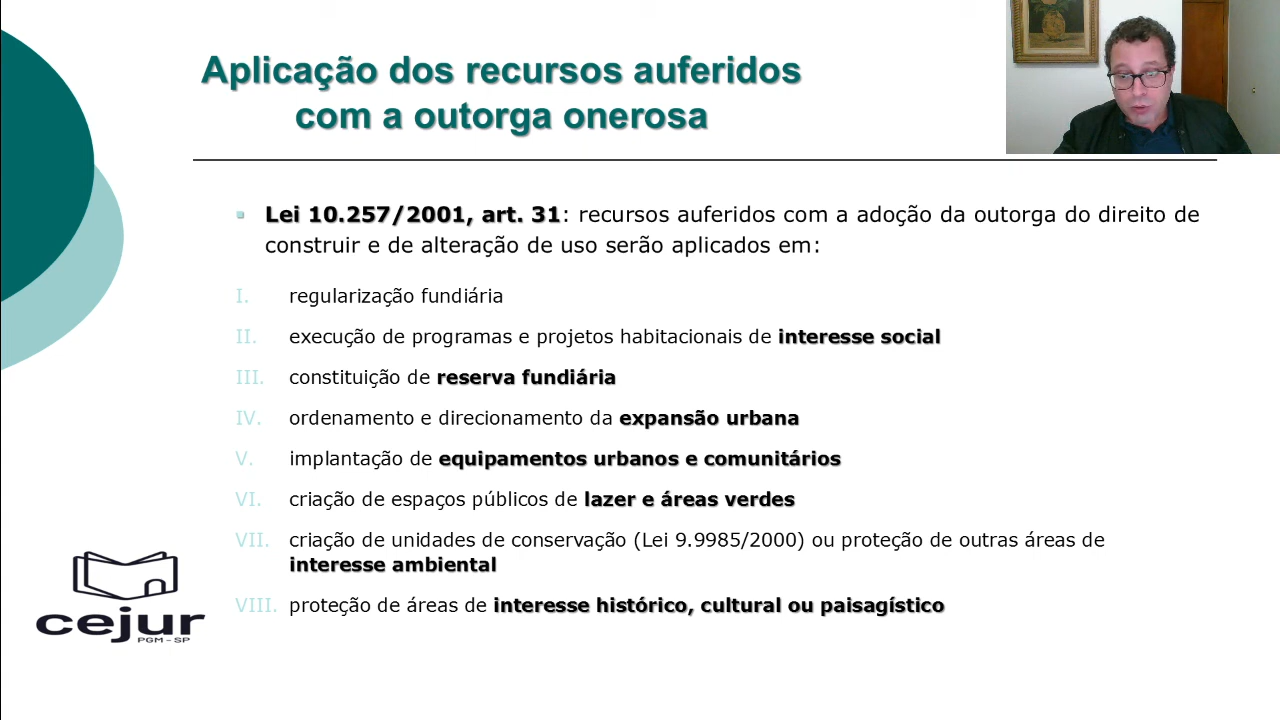 Aplicação dos recursos auferidos
com a outorga onerosa
Lei 10.257/2001, art. 31: recursos auferidos com a adoção da outorga do direito de
construir e de alteração de uso serão aplicados em:
I. regularização fundiária
II. execução de programas e projetos habitacionais de interesse social
III. constituição de reserva fundiária
IV. ordenamento e direcionamento da expansão urbana
V. implantação de equipamentos urbanos e comunitários
VI. criação de espaços públicos de lazer e áreas verdes
VII. criação de unidades de conservação (Lei 9.9985/2000) ou proteção de outras áreas de
interesse ambiental
VIII. proteção de áreas de interesse histórico, cultural ou paisagístico
cejur
PGM - SP